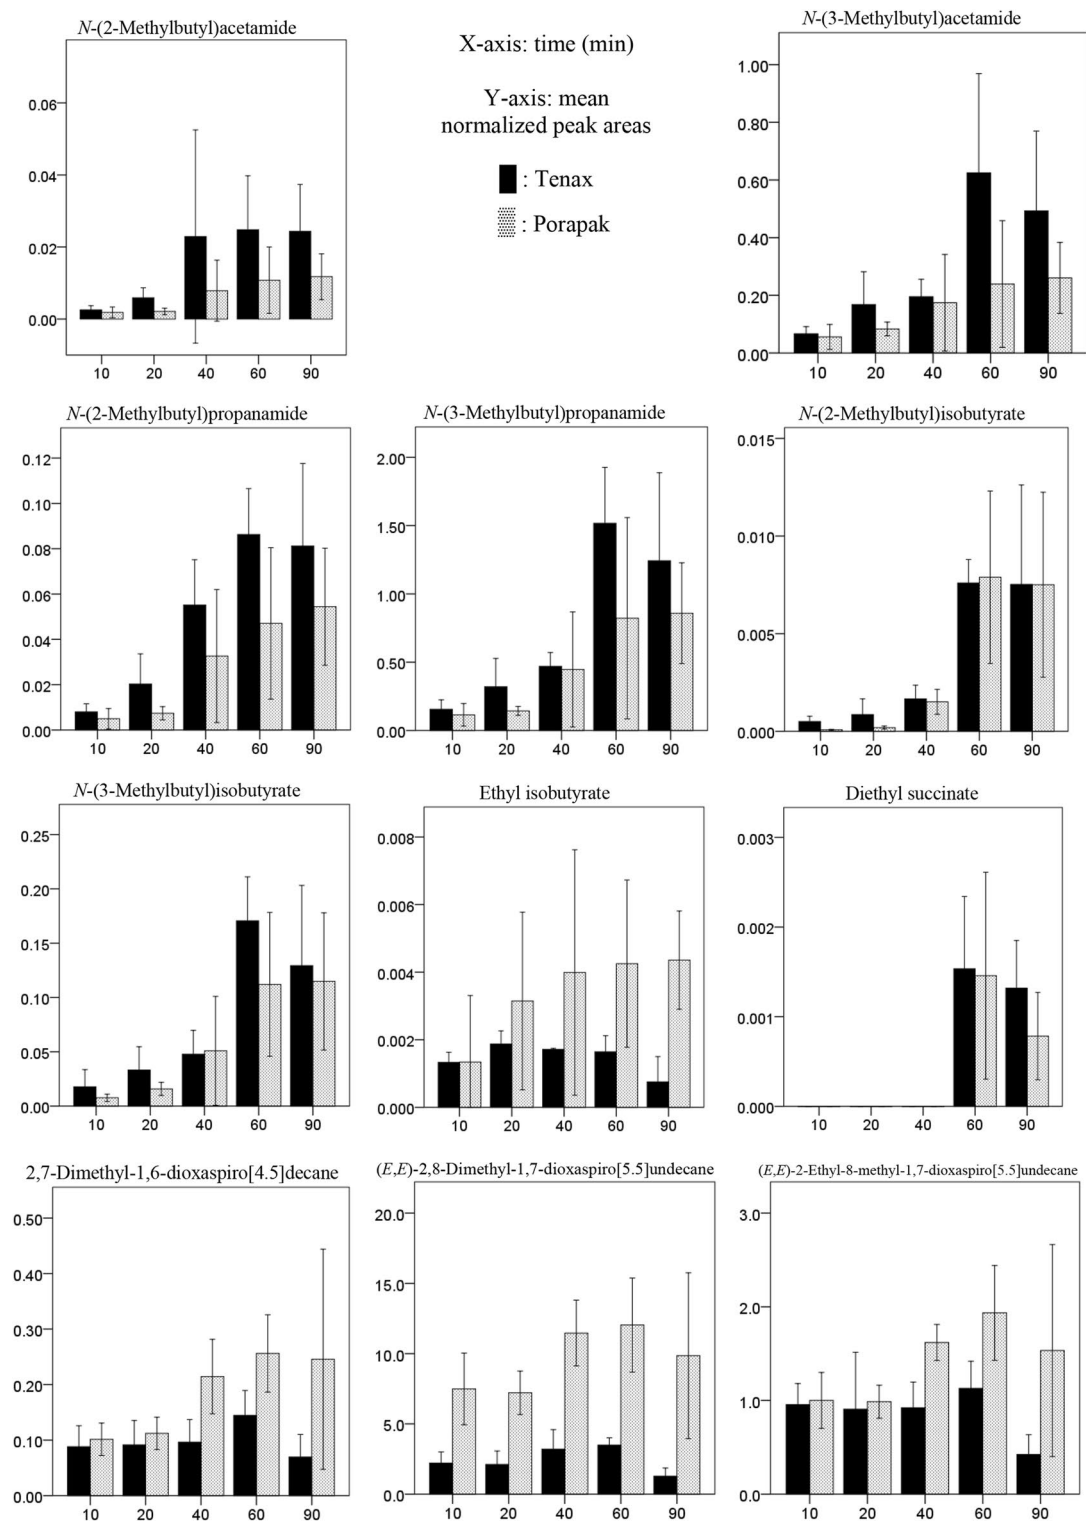 N-(2-Methylbutyl)acetamide
0.06
0.04
0.02
0.00
10 20 40 60 90
X-axis: time (min)
Y-axis: mean
normalized peak areas
: Tenax
: Porapak
N-(3-Methylbutyl)acetamide
1.00
0.80
0.60
0.40
0.20
0.00
10 20 40 60 90
N-(2-Methylbutyl)propanamide
0.12
0.10
0.08
0.06
0.04
0.02
0.00
10 20 40 60 90
N-(3-Methylbutyl)propanamide
2.00
1.50
1.00
0.50
0.00
10 20 40 60 90
N-(2-Methylbutyl)isobutyrate
0.015
0.010
0.005
0.000
10 20 40 60 90
N-(3-Methylbutyl)isobutyrate
0.25
0.20
0.15
0.10
0.05
0.00
10 20 40 60 90
Ethyl isobutyrate
0.008
0.006
0.004
0.002
0.000
10 20 40 60 90
Diethyl succinate
0.003
0.002
0.001
0.000
10 20 40 60 90
2,7-Dimethyl-1,6-dioxaspiro[4.5]decane
0.50
0.40
0.30
0.20
0.10
0.00
10 20 40 60 90
(E,E)-2,8-Dimethyl-1,7-dioxaspiro[5.5]undecane
20.0
15.0
10.0
5.0
0.0
10 20 40 60 90
(E,E)-2-Ethyl-8-methyl-1,7-dioxaspiro[5.5]undecane
3.0
2.0
1.0
0.0
10 20 40 60 90